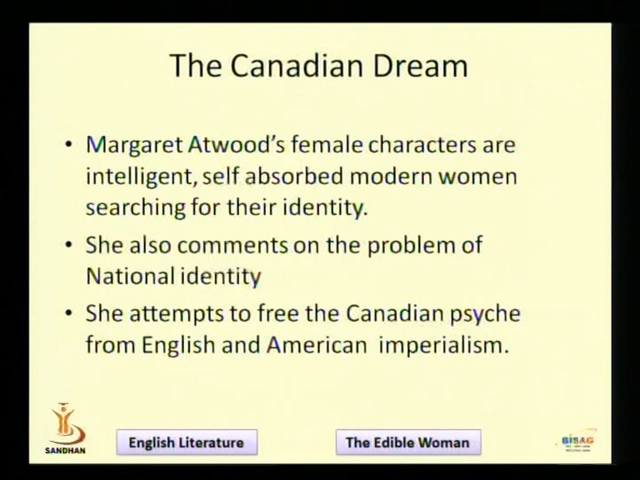 The Canadian Dream
• Margaret Atwood's female characters are
intelligent, self absorbed modern women
searching for their identity.
• She also comments on the problem of
National identity
• She attempts to free the Canadian psyche
from English and American imperialism.
SANDHAN
English Literature
The Edible Woman
BISAG